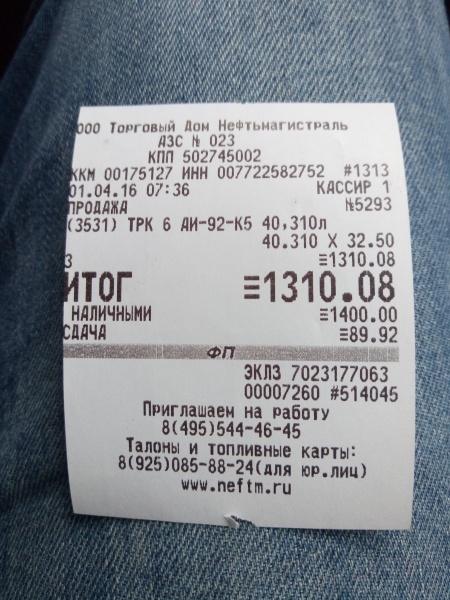 ООО Торговый Дом Нефтьмагистраль
АЗС № 023
КПП 502745002
ККМ 00175127 ИНН 007722582752 #1313
01.04.16 07:36 КАССИР 1
ПРОДАЖА №5293
(3531) ТРК 6 АИ-92-К5 40,310л
40.310 X 32.50
3 ≡1310.08
ИТОГ ≡1310.08
НАЛИЧНЫМИ ≡1400.00
СДАЧА ≡89.92
ФП
ЭКЛЗ 7023177063
00007260 #514045
Приглашаем на работу
8(495)544-46-45
Талоны и топливные карты:
8(925)085-88-24(для юр.лиц)
www.neftm.ru